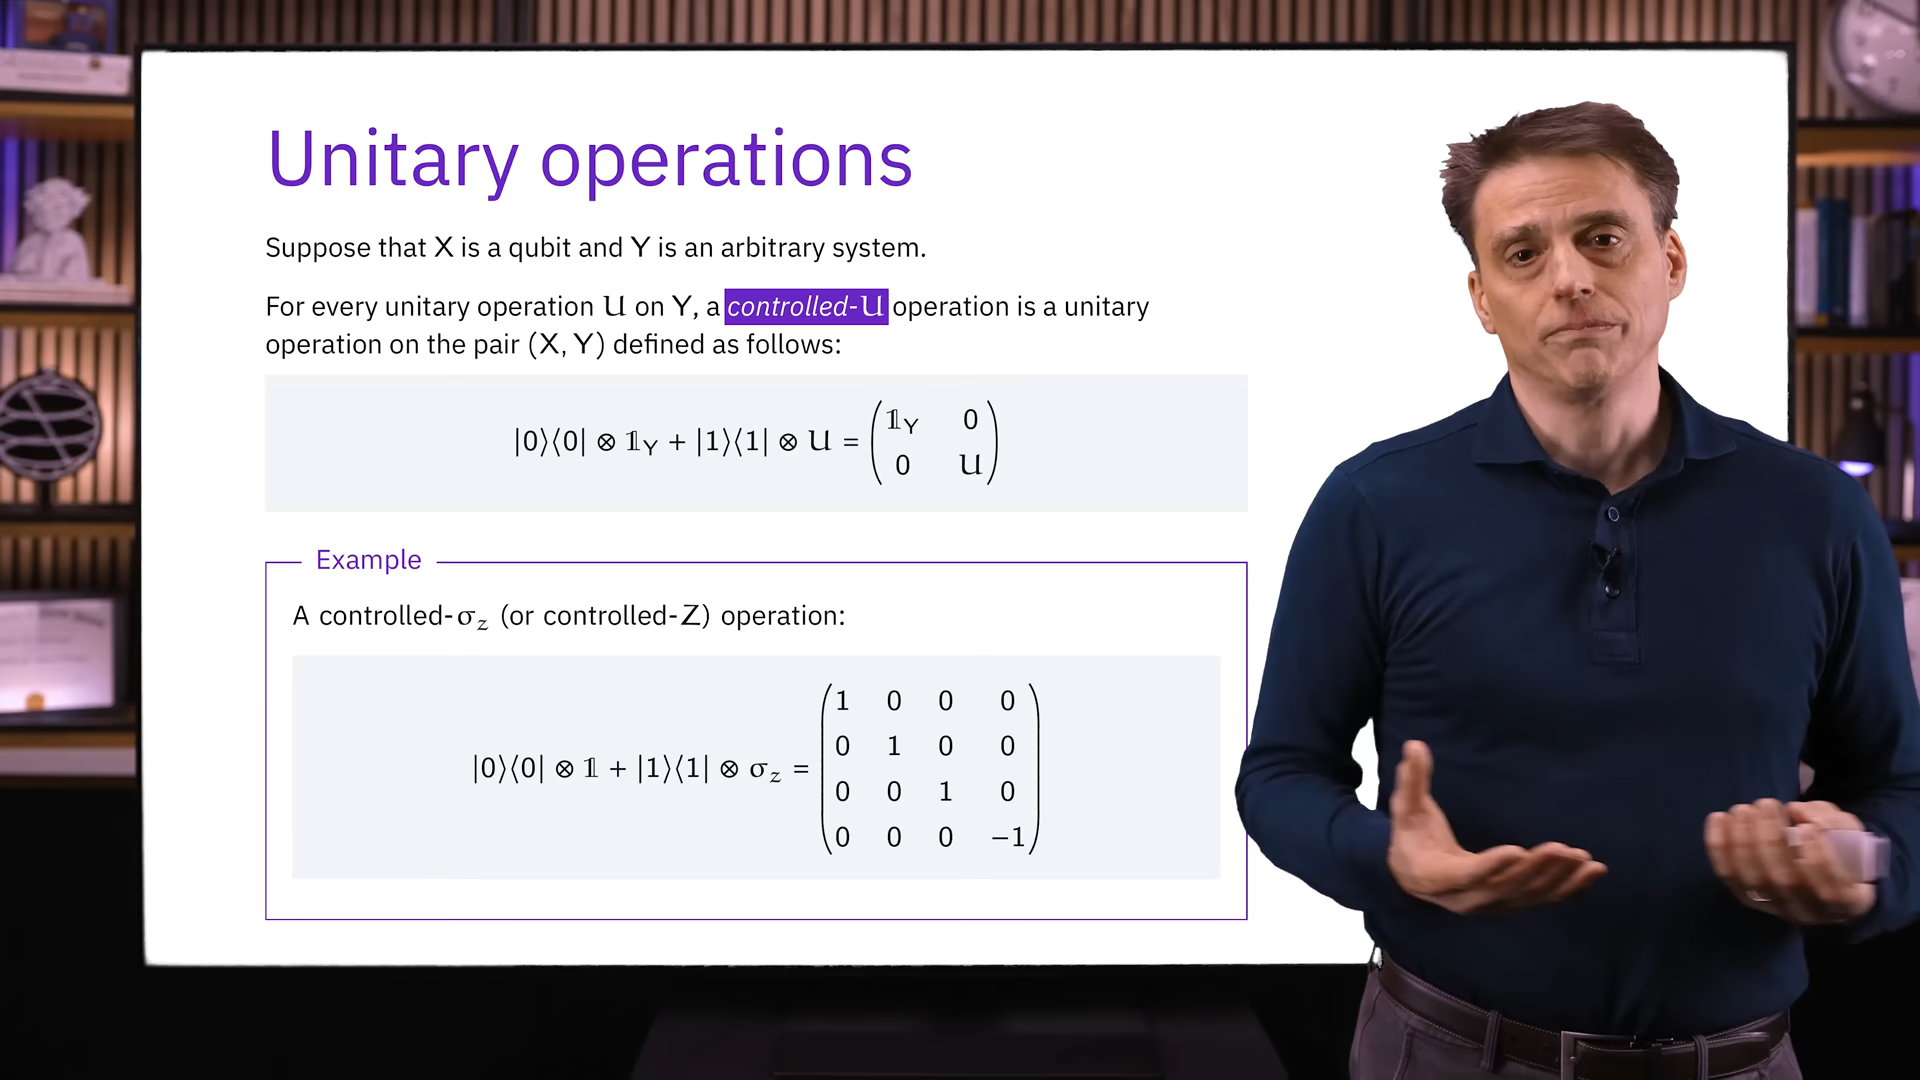 Unitary operations
Suppose that X is a qubit and Y is an arbitrary system.
For every unitary operation U on Y, a controlled-U operation is a unitary
operation on the pair (X, Y) defined as follows:
|0⟩⟨0| ⊗ 𝟙_Y + |1⟩⟨1| ⊗ U = ( 𝟙_Y 0
0 U )
Example
A controlled-σ_z (or controlled-Z) operation:
|0⟩⟨0| ⊗ 𝟙 + |1⟩⟨1| ⊗ σ_z = ( 1 0 0 0
0 1 0 0
0 0 1 0
0 0 0 −1 )